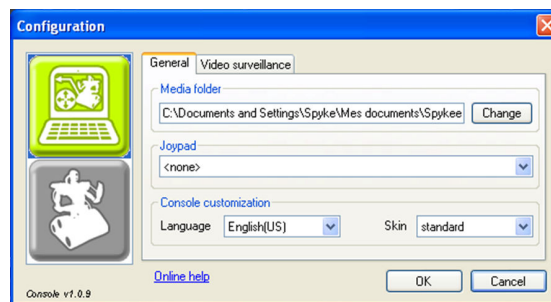 Configuration
General Video surveillance
Media folder
C:\Documents and Settings\Spyke\Mes documents\Spykee Change
Joypad
<none>
Console customization
Language English(US) Skin standard
Online help OK Cancel
Console v1.0.9